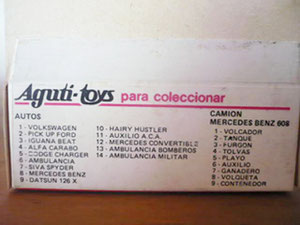 Aguti-toys para coleccionar
AUTOS
1 - VOLKSWAGEN
2 - PICK UP FORD
3 - IGUANA BEAT
4 - ALFA CARABO
5 - DODGE CHARGER
6 - AMBULANCIA
7 - SIVA SPYDER
8 - MERCEDES BENZ
9 - DATSUN 126 X
10 - HAIRY HUSTLER
11 - AUXILIO A.C.A.
12 - MERCEDES CONVERTIBLE
13 - AMBULANCIA BOMBEROS
14 - AMBULANCIA MILITAR
CAMION
MERCEDES BENZ 608
1 - VOLCADOR
2 - TANQUE
3 - FURGON
4 - TOLVAS
5 - PLAYO
6 - AUXILIO
7 - GANADERO
8 - VOLQUETA
9 - CONTENEDOR